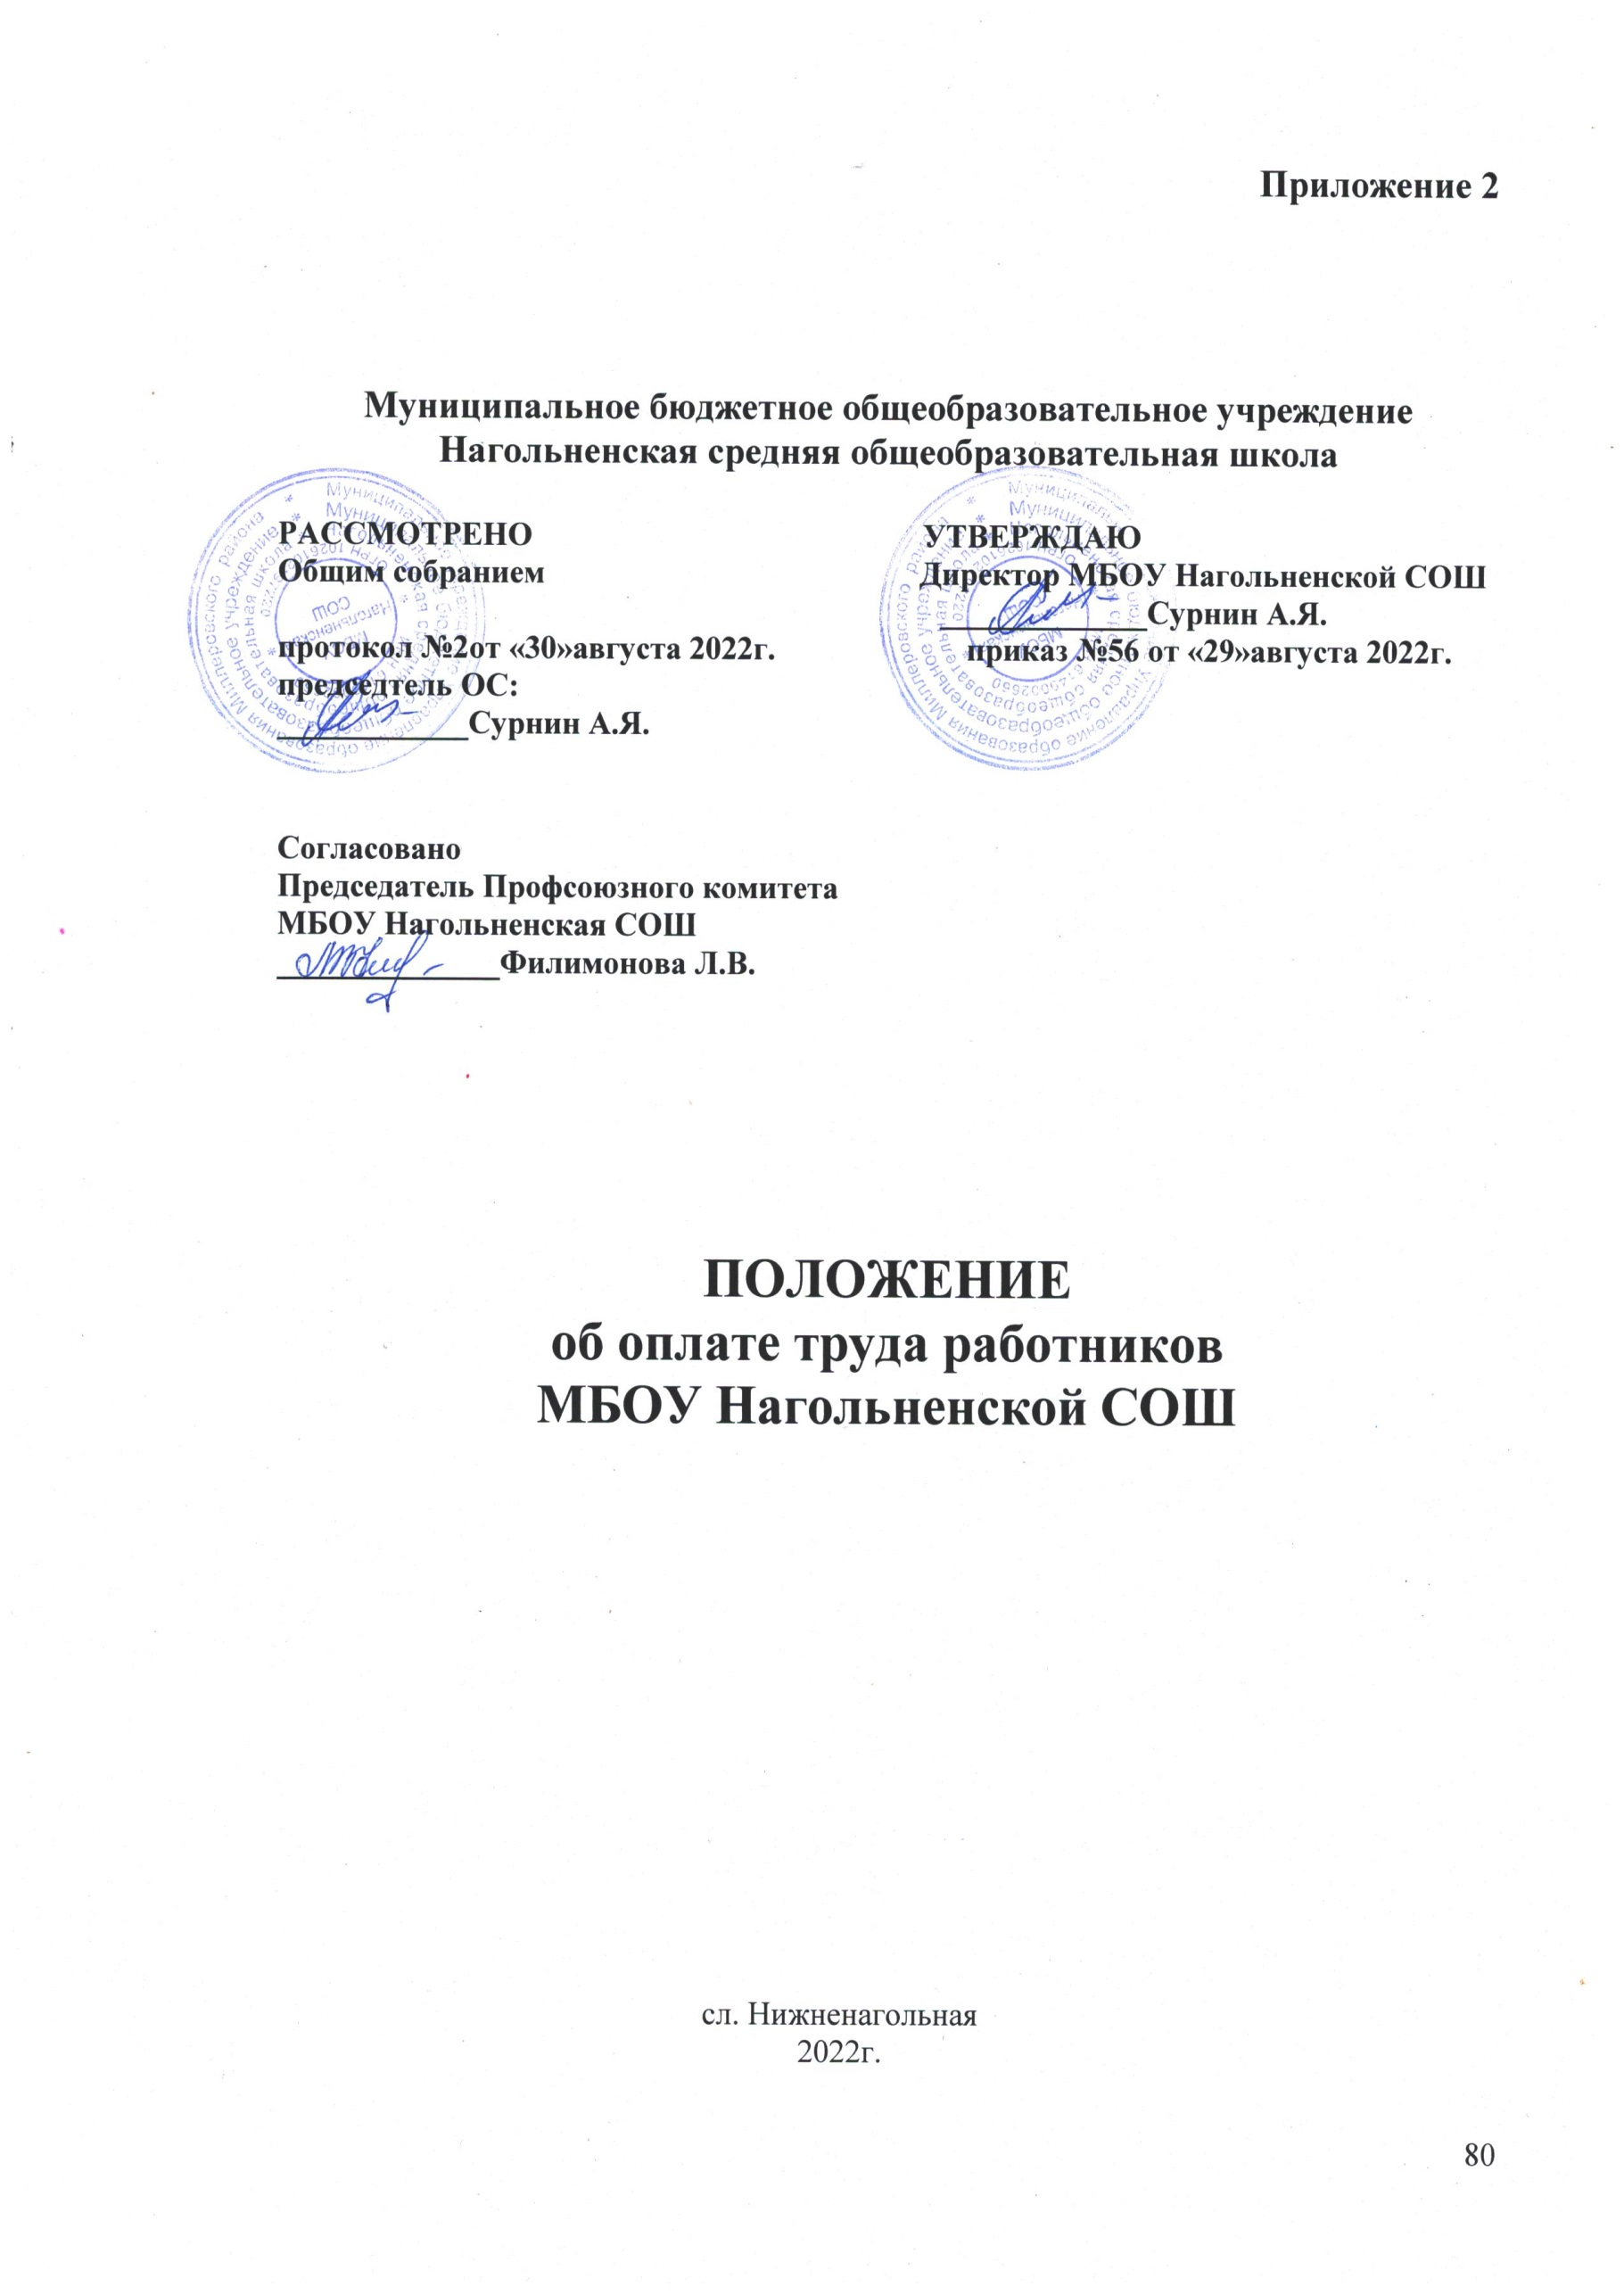 Приложение 2
Муниципальное бюджетное общеобразовательное учреждение
Нагольненская средняя общеобразовательная школа
РАССМОТРЕНО
Общим собранием
протокол №2от «30»августа 2022г.
председтель ОС:
Сурнин А.Я.
УТВЕРЖДАЮ
Директор МБОУ Нагольненской СОШ
Сурнин А.Я.
приказ №56 от «29»августа 2022г.
Согласовано
Председатель Профсоюзного комитета
МБОУ Нагольненская СОШ
Филимонова Л.В.
ПОЛОЖЕНИЕ
об оплате труда работников
МБОУ Нагольненской СОШ
сл. Нижненагольная
2022г.
80